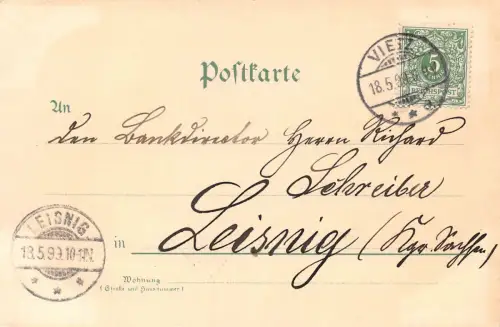 VIETZ
18.5.99
5
REICHSPOST
Postkarte
An
den Bankdirector Herrn Richard
Schreiber
in Leisnig (Kgr. Sachsen)
LEISNIG
18.5.99.10-11N.
Wohnung
(Straße und Hausnummer)